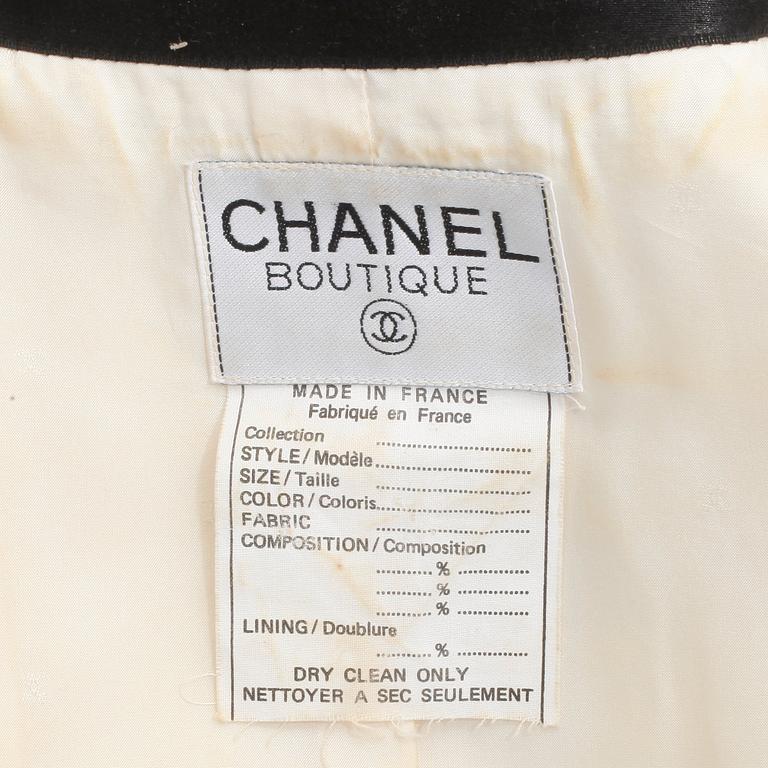 CHANEL
BOUTIQUE
MADE IN FRANCE
Fabriqué en France
Collection ........................
STYLE/Modèle ........................
SIZE/Taille ........................
COLOR/Coloris ........................
FABRIC ........................
COMPOSITION/Composition
......... % ............
......... % ............
......... % ............
LINING/Doublure
......... % ............
DRY CLEAN ONLY
NETTOYER A SEC SEULEMENT